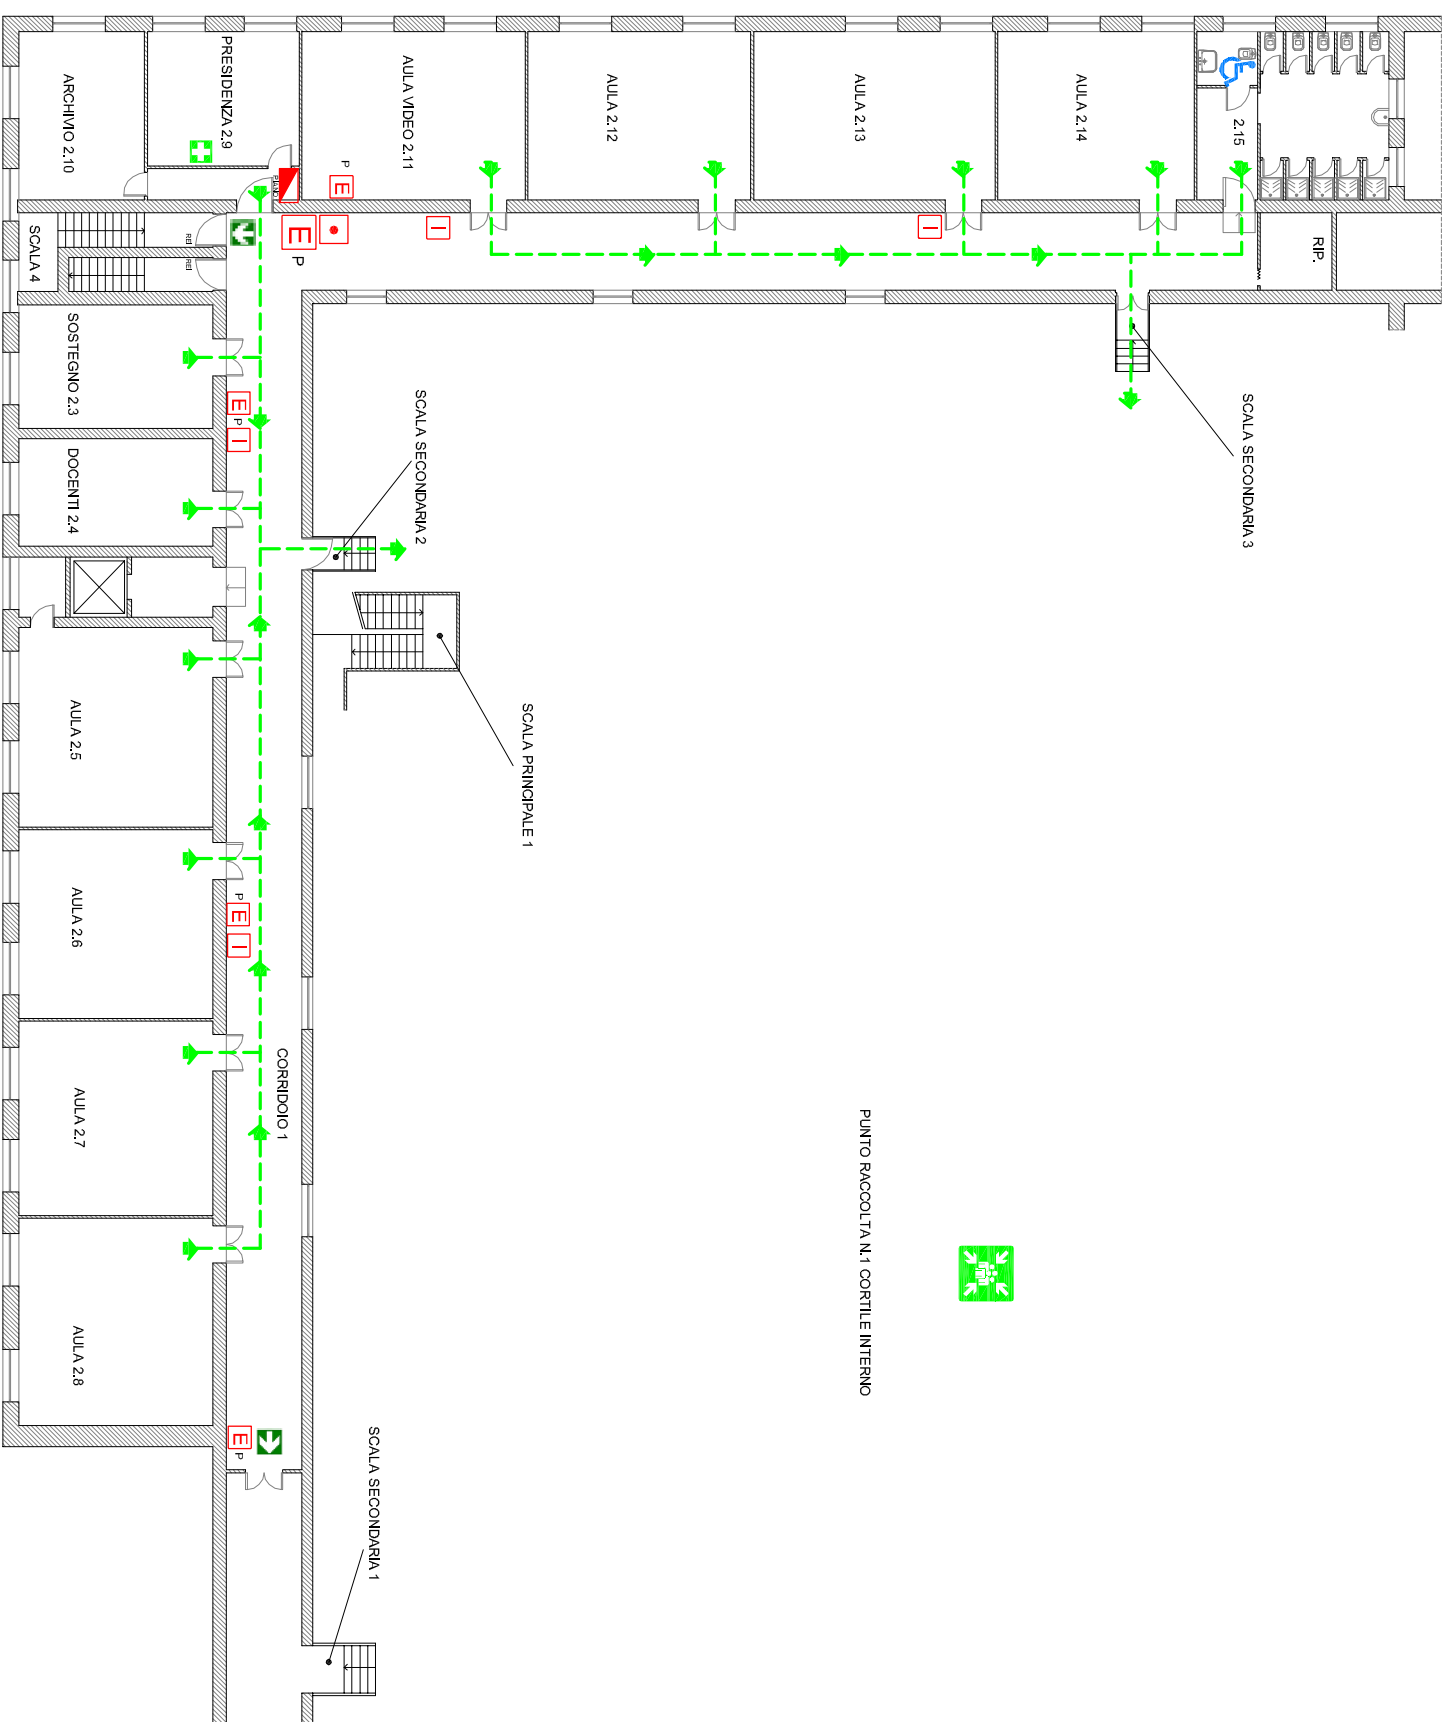 ARCHIVIO 2.10
PRESIDENZA 2.9
AULA VIDEO 2.11
AULA 2.12
AULA 2.13
AULA 2.14
2.15
RIP.
PIANO
P
E
E
P
I
I
SCALA 4
REI
REI
SOSTEGNO 2.3
E
P
I
DOCENTI 2.4
SCALA SECONDARIA 2
SCALA SECONDARIA 3
SCALA PRINCIPALE 1
AULA 2.5
AULA 2.6
P
E
I
AULA 2.7
CORRIDOIO 1
AULA 2.8
PUNTO RACCOLTA N.1 CORTILE INTERNO
E
P
SCALA SECONDARIA 1